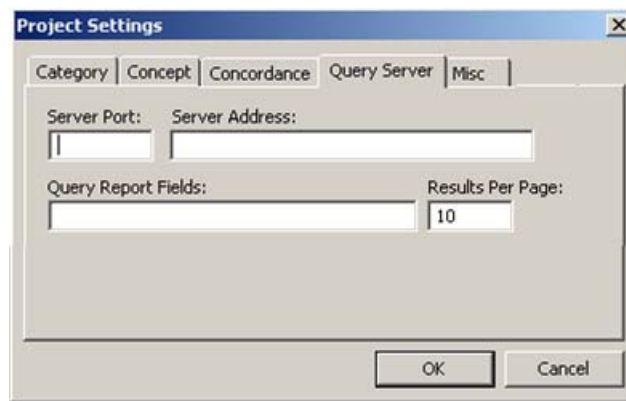 Project Settings
Category Concept Concordance Query Server Misc
Server Port: Server Address:
Query Report Fields: Results Per Page:
10
OK Cancel